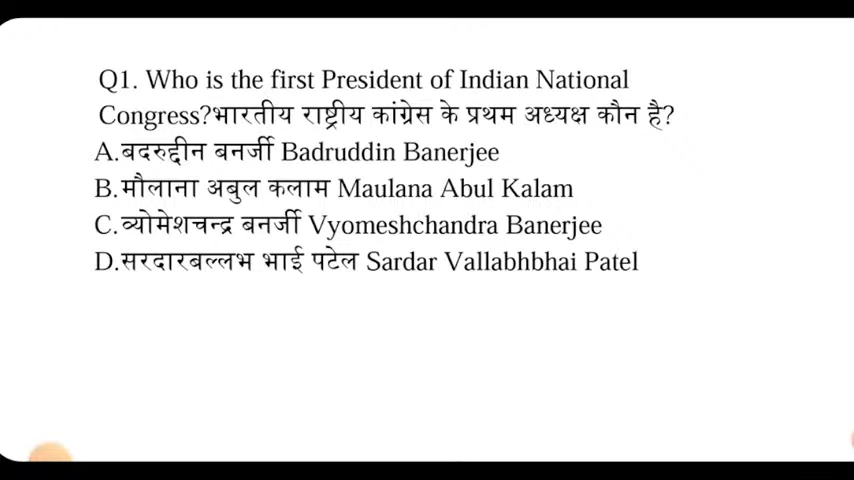 Q1. Who is the first President of Indian National
Congress?भारतीय राष्ट्रीय कांग्रेस के प्रथम अध्यक्ष कौन है?
A.बदरुद्दीन बनर्जी Badruddin Banerjee
B.मौलाना अबुल कलाम Maulana Abul Kalam
C.व्योमेशचन्द्र बनर्जी Vyomeshchandra Banerjee
D.सरदारबल्लभ भाई पटेल Sardar Vallabhbhai Patel